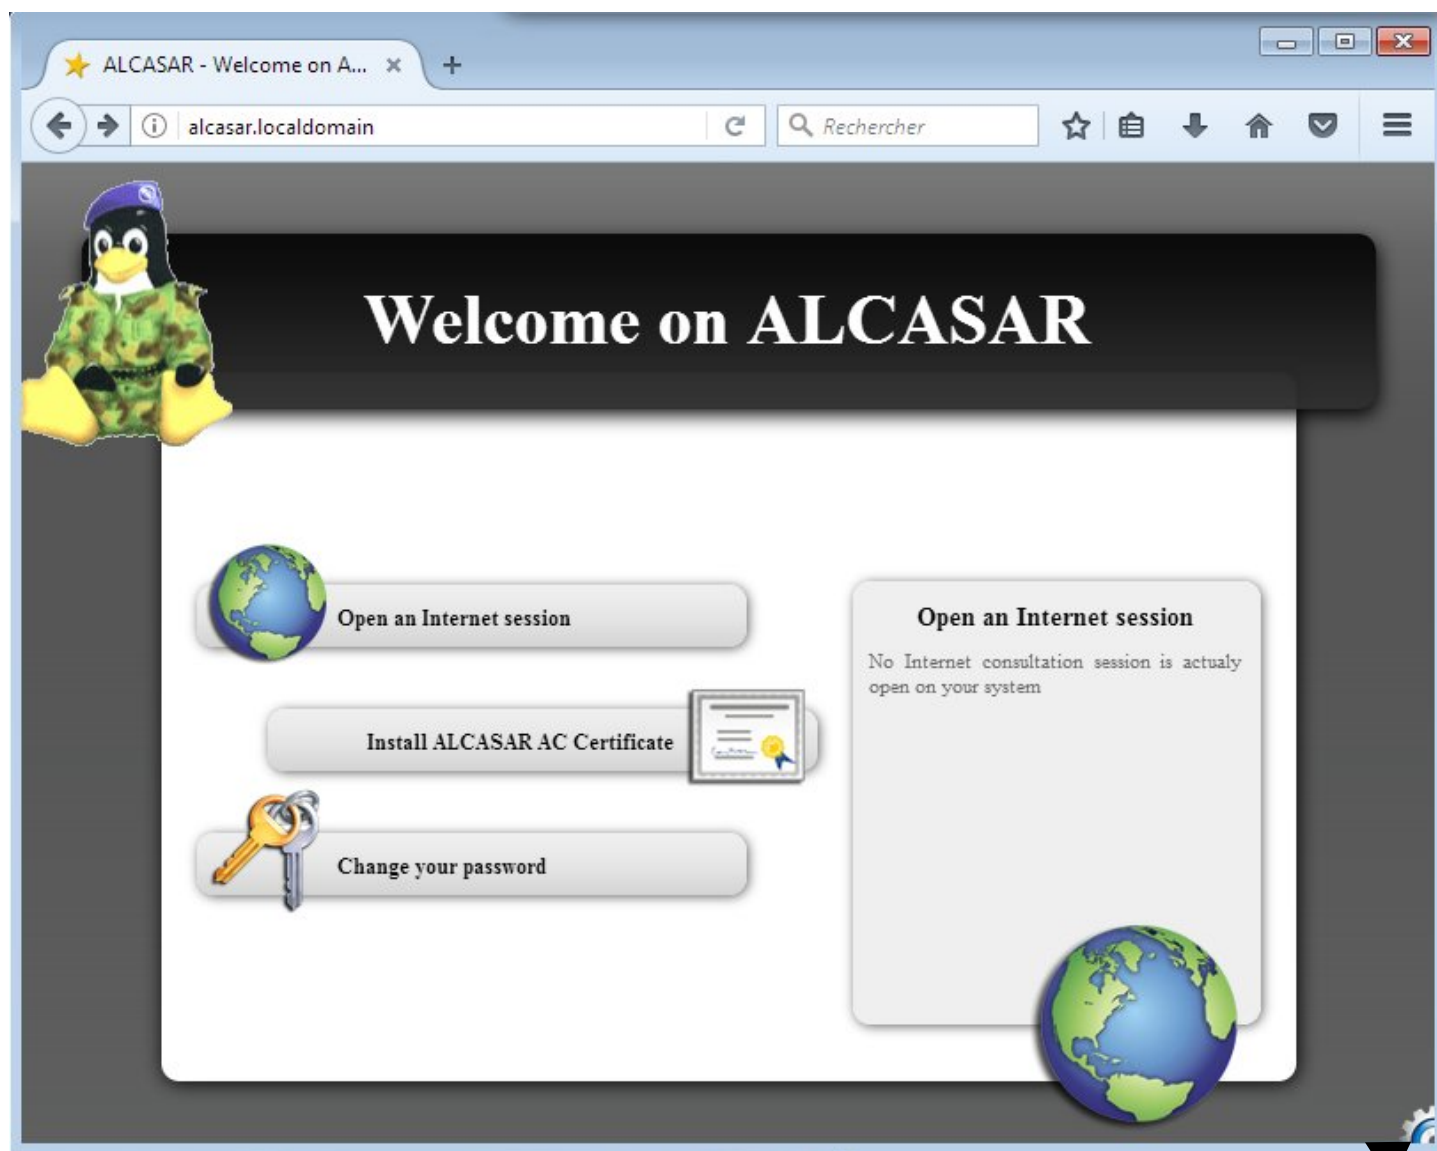 ALCASAR - Welcome on A...
alcasar.localdomain
Rechercher
Welcome on ALCASAR
Open an Internet session
Install ALCASAR AC Certificate
Change your password
Open an Internet session
No Internet consultation session is actualy
open on your system